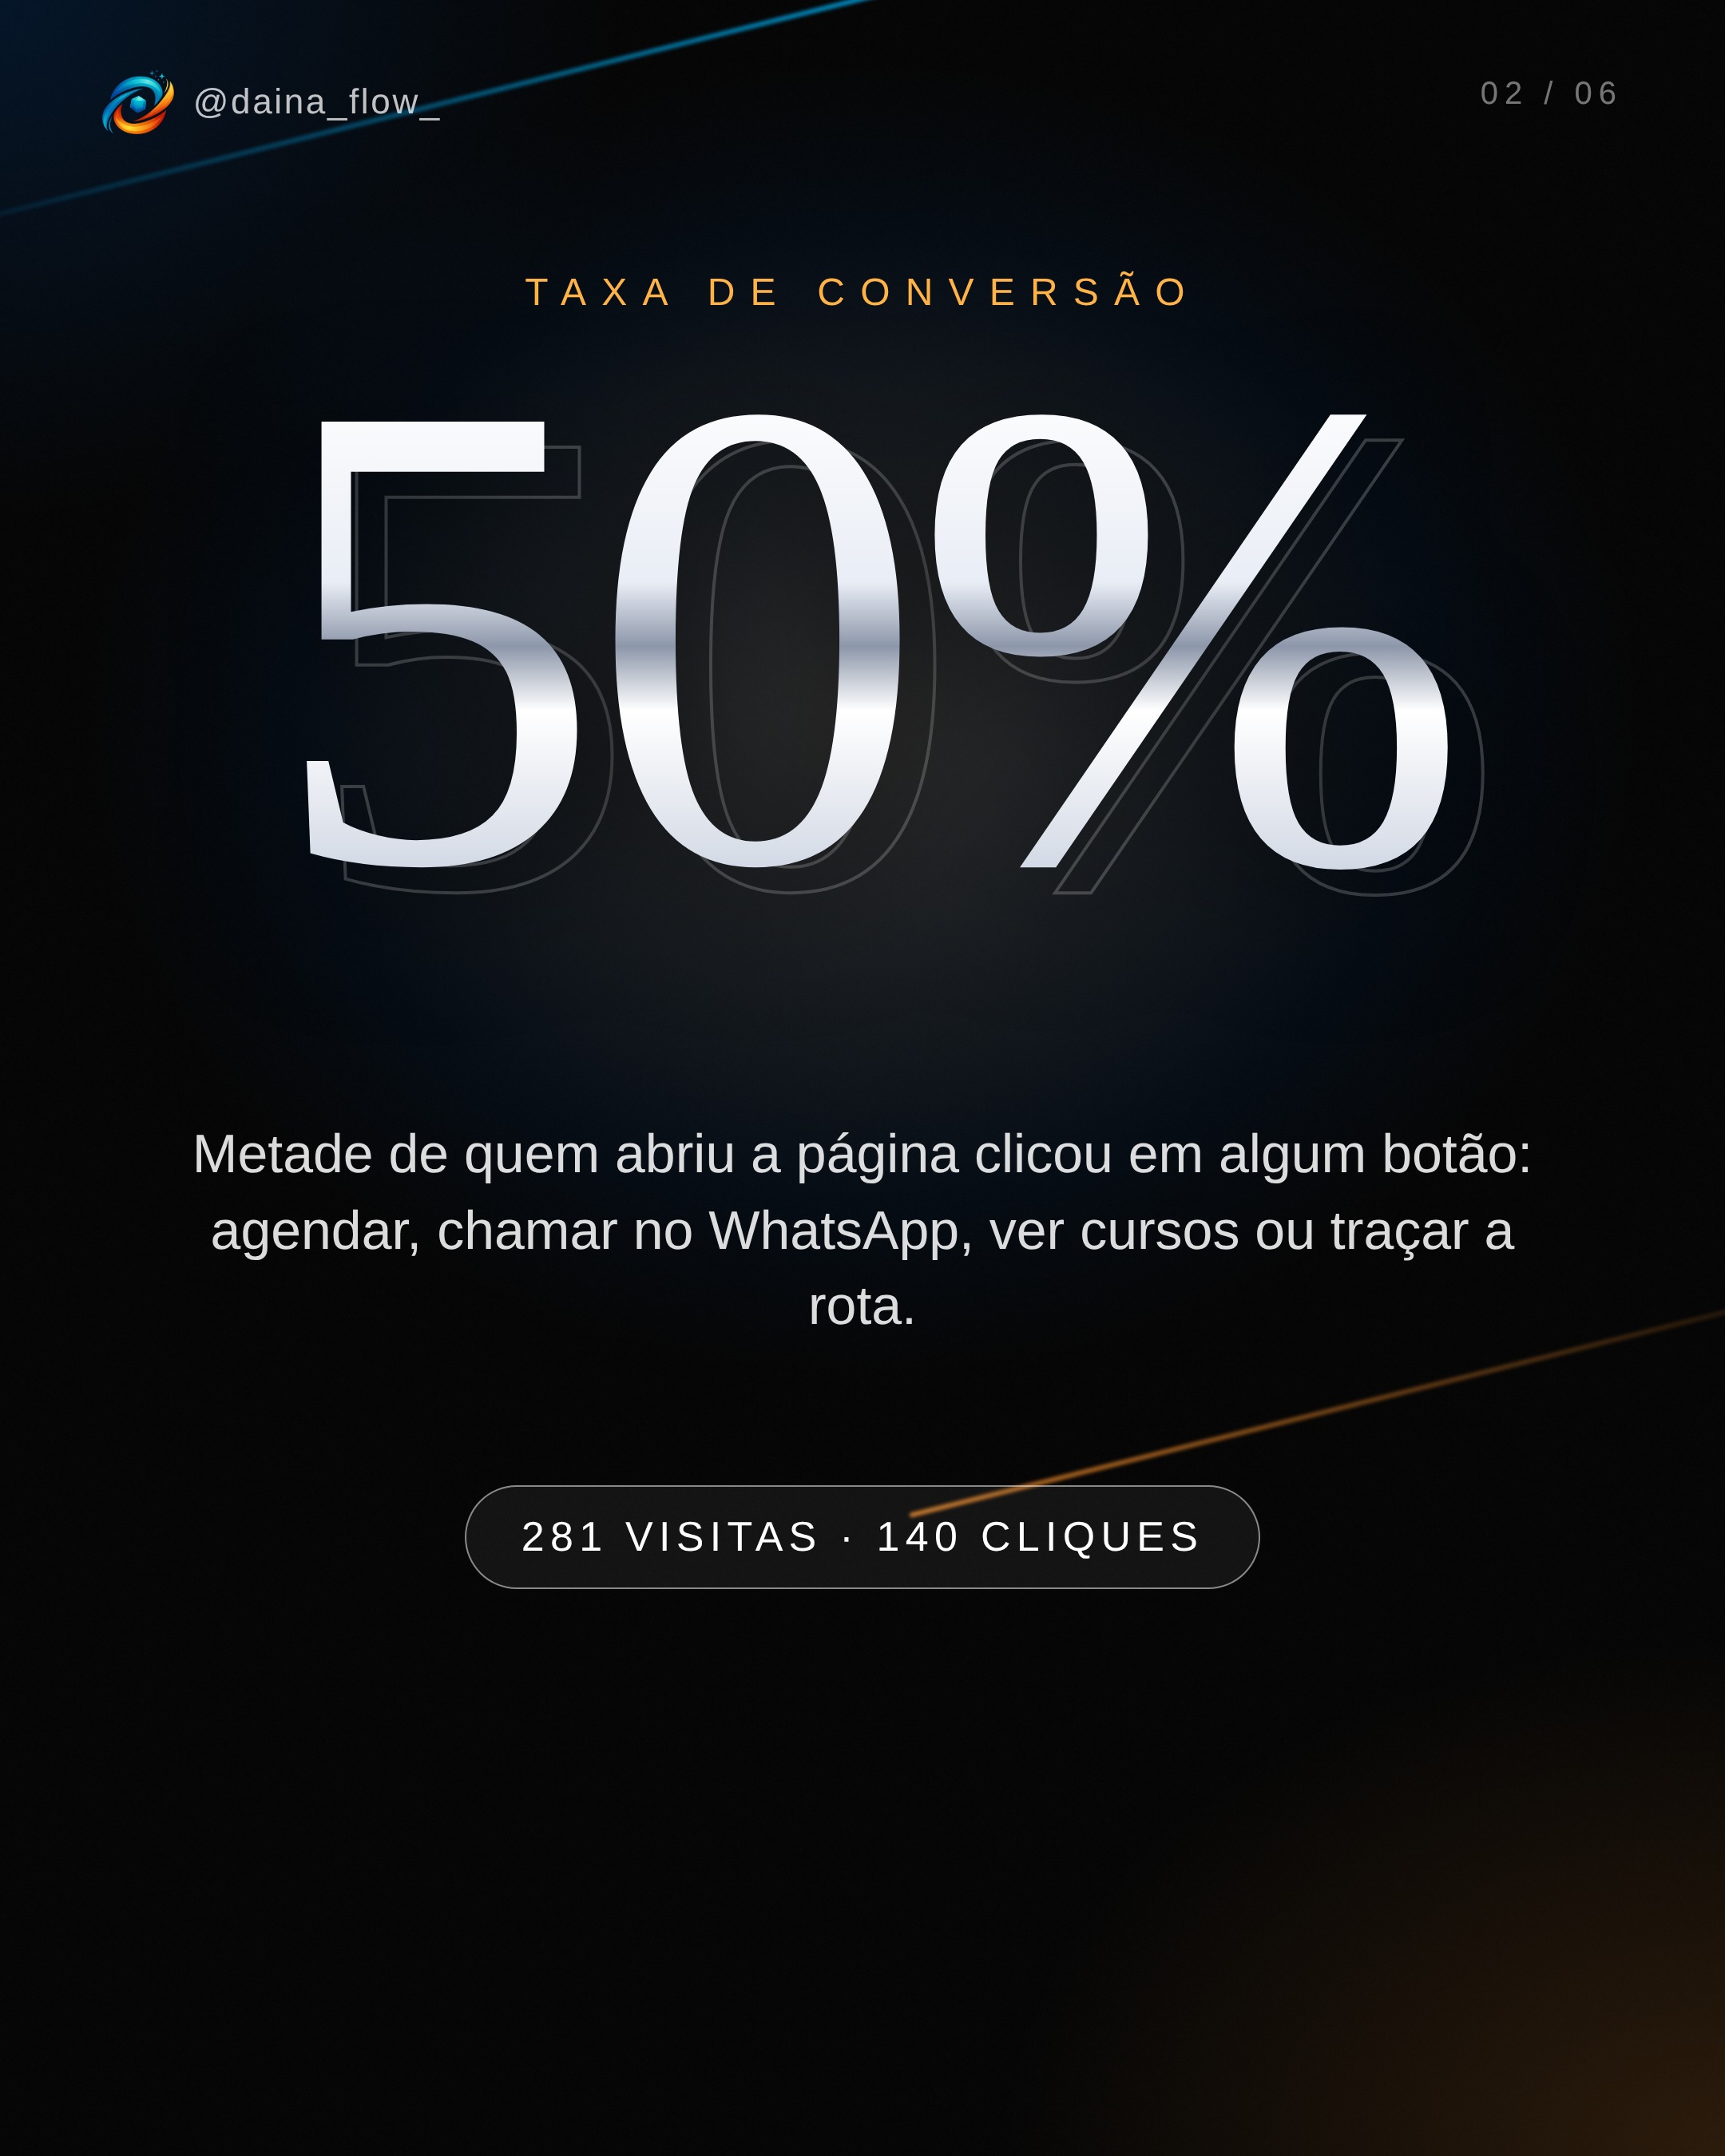 @daina_flow_
02 / 06
TAXA DE CONVERSÃO
50%
Metade de quem abriu a página clicou em algum botão:
agendar, chamar no WhatsApp, ver cursos ou traçar a
rota.
281 VISITAS · 140 CLIQUES